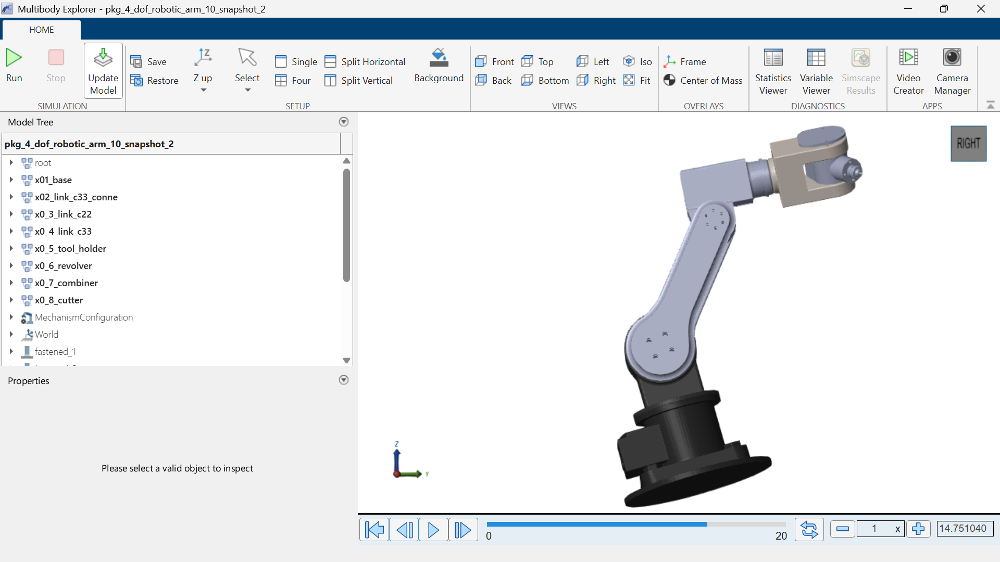 Multibody Explorer - pkg_4_dof_robotic_arm_10_snapshot_2
HOME
Run
Stop
Update Model
SIMULATION
Save
Restore
Z
Z up
Select
Single
Four
Split Horizontal
Split Vertical
Background
SETUP
Front
Back
Top
Bottom
Left
Right
Iso
Fit
VIEWS
Frame
Center of Mass
OVERLAYS
Statistics Viewer
Variable Viewer
Simscape Results
DIAGNOSTICS
Video Creator
Camera Manager
APPS
Model Tree
pkg_4_dof_robotic_arm_10_snapshot_2
root
x01_base
x02_link_c33_conne
x0_3_link_c22
x0_4_link_c33
x0_5_tool_holder
x0_6_revolver
x0_7_combiner
x0_8_cutter
MechanismConfiguration
World
fastened_1
Properties
Please select a valid object to inspect
RIGHT
Z
Y
0
20
1 x
14.751040